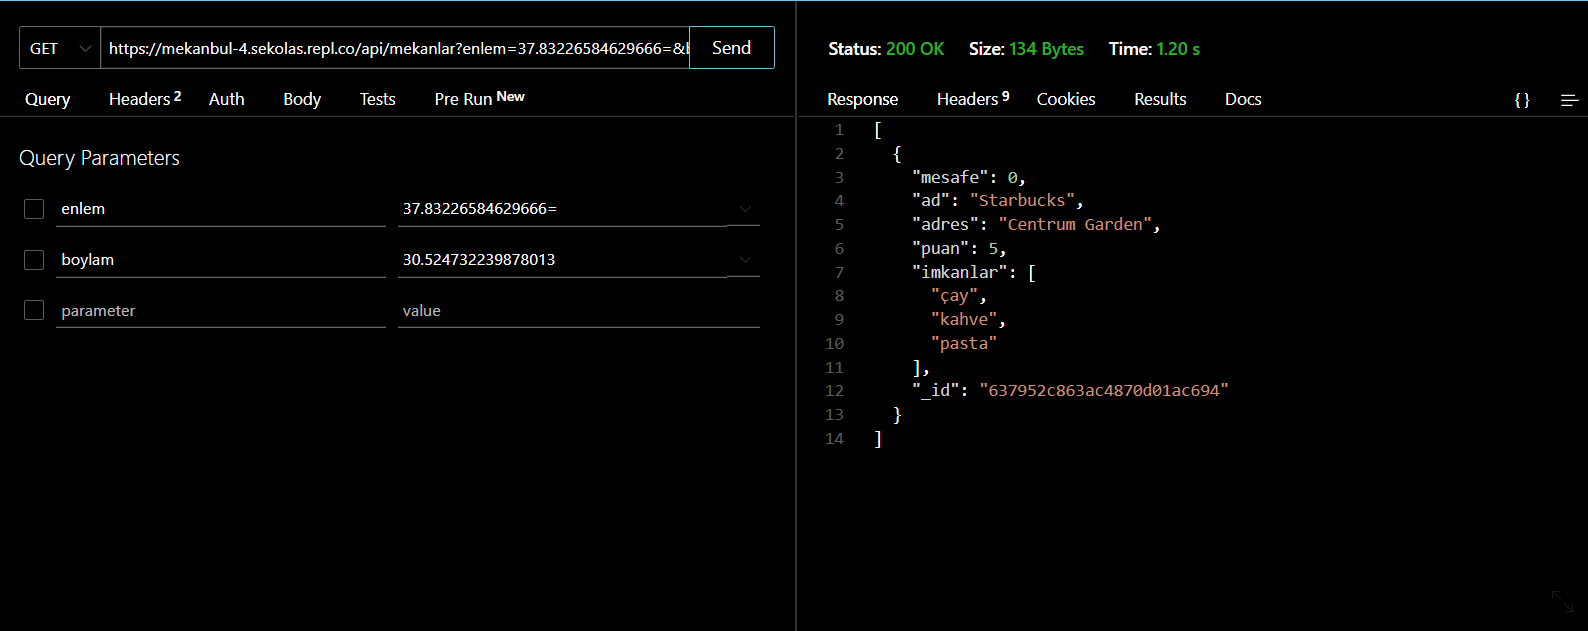 GET https://mekanbul-4.sekolas.repl.co/api/mekanlar?enlem=37.83226584629666=& Send
Query Headers 2 Auth Body Tests Pre Run New
Query Parameters
enlem 37.83226584629666=
boylam 30.524732239878013
parameter value
Status: 200 OK Size: 134 Bytes Time: 1.20 s
Response Headers 9 Cookies Results Docs {}
1 [
2 {
3 "mesafe": 0,
4 "ad": "Starbucks",
5 "adres": "Centrum Garden",
6 "puan": 5,
7 "imkanlar": [
8 "çay",
9 "kahve",
10 "pasta"
11 ],
12 "_id": "637952c863ac4870d01ac694"
13 }
14 ]